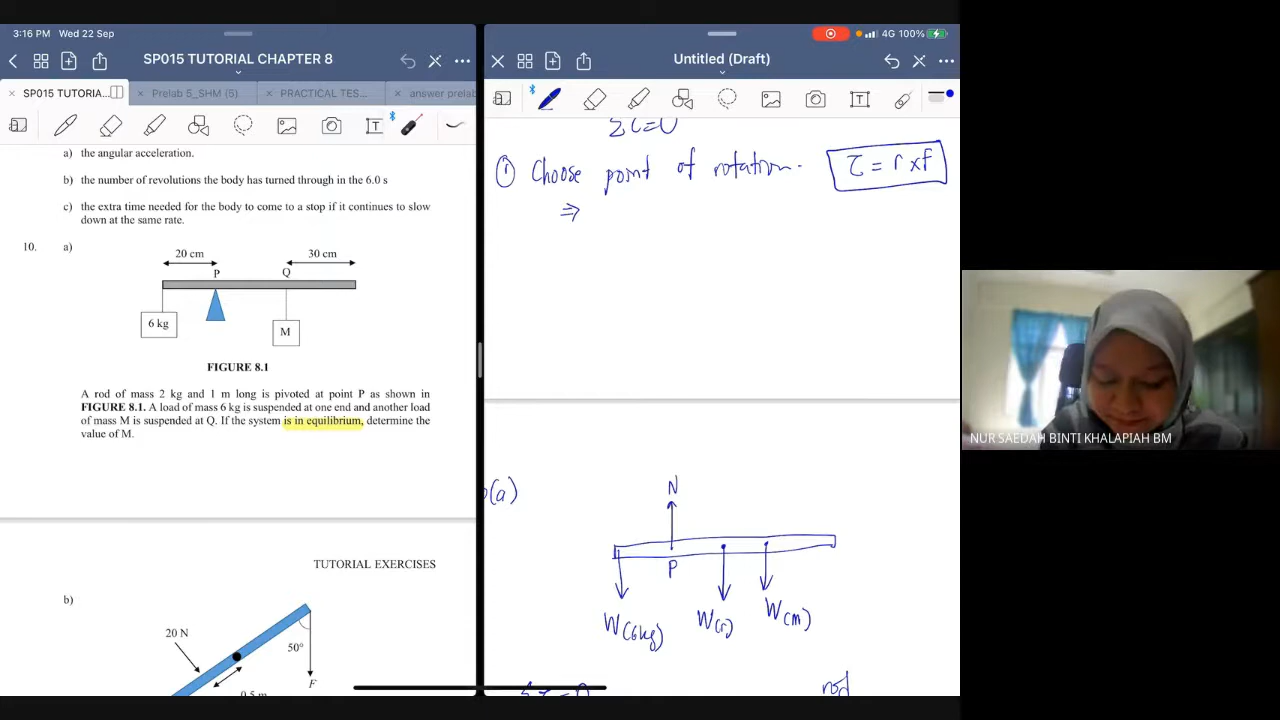 3:16 PM Wed 22 Sep
SP015 TUTORIAL CHAPTER 8
SP015 TUTORIA...
Prelab 5_SHM (5)
PRACTICAL TES...
answer prelab
a) the angular acceleration.
b) the number of revolutions the body has turned through in the 6.0 s
c) the extra time needed for the body to come to a stop if it continues to slow
down at the same rate.
10. a)
20 cm
30 cm
P
Q
6 kg
M
FIGURE 8.1
A rod of mass 2 kg and 1 m long is pivoted at point P as shown in
FIGURE 8.1. A load of mass 6 kg is suspended at one end and another load
of mass M is suspended at Q. If the system is in equilibrium, determine the
value of M.
TUTORIAL EXERCISES
b)
20 N
50°
F
0.5 m
4G 100%
Untitled (Draft)
① Choose point of rotation. τ = r x F
⇒
(a)
N
P
W(6kg)
W(r)
W(m)
rod
NUR SAEDAH BINTI KHALAPIAH BM